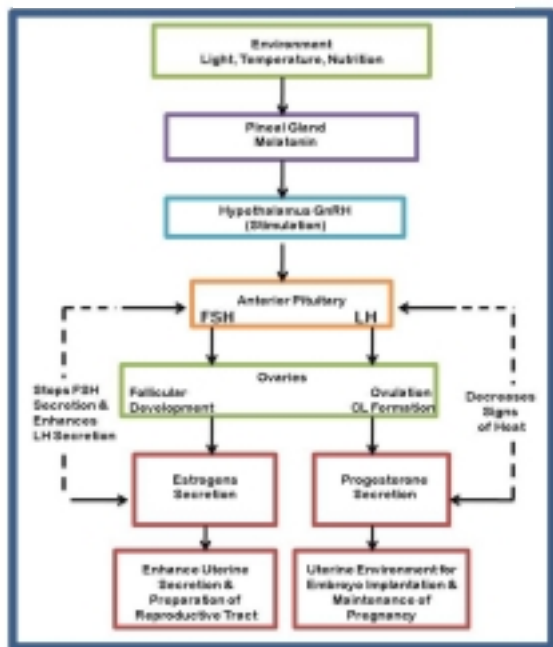 Environment
Light, Temperature, Nutrition
Pineal Gland
Melatonin
Hypothalamus GnRH
(Stimulation)
Anterior Pituitary
FSH LH
Ovaries
Follicular
Development
Ovulation
CL Formation
Stops FSH
Secretion &
Enhances
LH Secretion
Decreases
Signs
of Heat
Estrogens
Secretion
Progesterone
Secretion
Enhance Uterine
Secretion &
Preparation of
Reproductive Tract
Uterine Environment for
Embroyo Implantation &
Maintenance of
Pregnancy